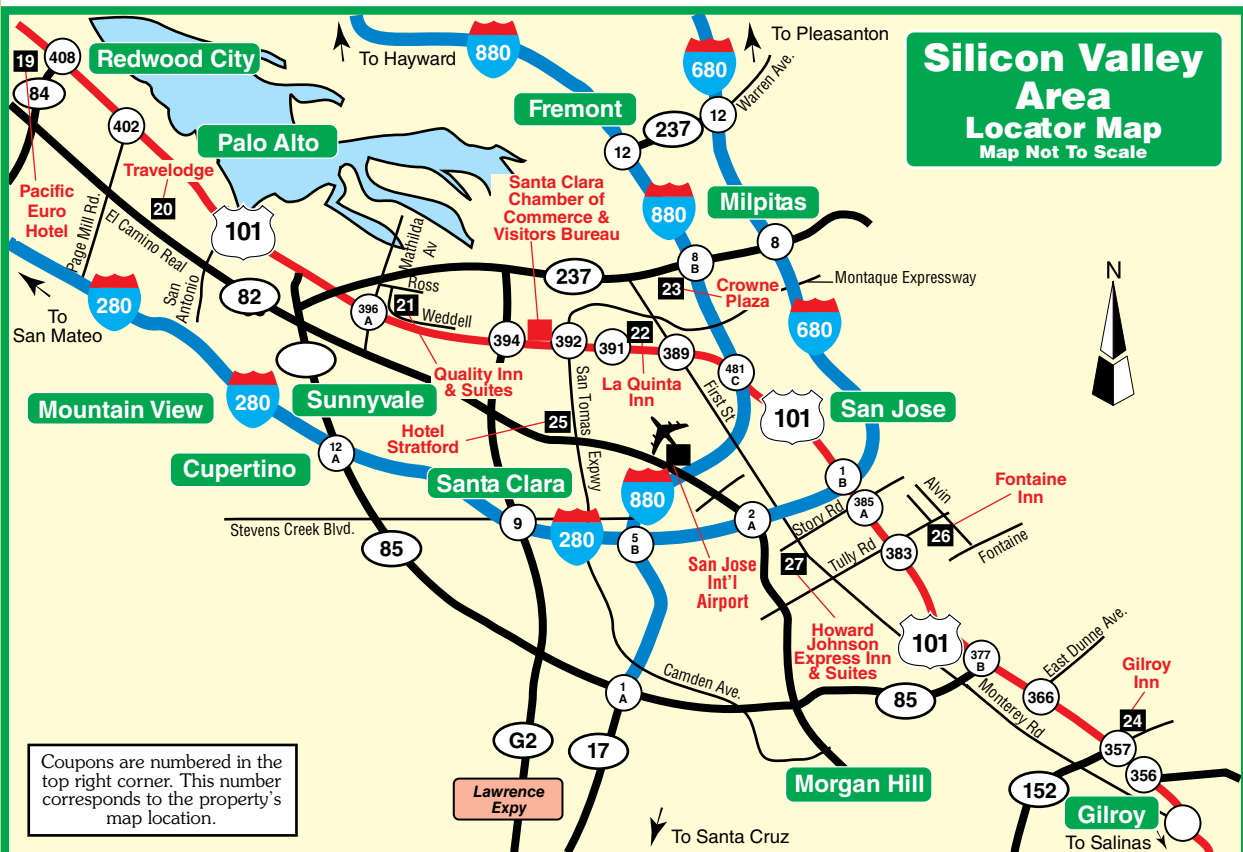 Silicon Valley
Area
Locator Map
Map Not To Scale
To Hayward
880
680
To Pleasanton
Warren Ave.
19
408
Redwood City
84
402
Palo Alto
Fremont
12
237
12
Travelodge
20
Pacific
Euro
Hotel
Page Mill Rd.
El Camino Real
101
Santa Clara
Chamber of
Commerce &
Visitors Bureau
880
Milpitas
8
8
B
237
Mathilda
Av
Ross
Weddell
San
Antonio
82
280
To
San Mateo
396
A
21
23
Crowne
Plaza
Montaque Expressway
N
394
392
391
22
389
481
C
680
Quality Inn
& Suites
La Quinta
Inn
First St
San Tomas
Expwy
101
San Jose
Mountain View
280
Sunnyvale
Hotel
Stratford
25
Cupertino
12
A
Santa Clara
880
1
B
385
A
Alvin
Fontaine
Inn
26
Fontaine
Stevens Creek Blvd.
9
280
5
B
2
A
Story Rd
Tully Rd
383
85
San Jose
Int'l
Airport
27
Howard
Johnson
Express Inn
& Suites
101
377
B
East Dunne Ave.
366
Gilroy
Inn
24
1
A
Camden Ave.
85
Monterey Rd
357
356
G2
17
Lawrence
Expy
Morgan Hill
152
Gilroy
To Salinas
To Santa Cruz
Coupons are numbered in the
top right corner. This number
corresponds to the property's
map location.